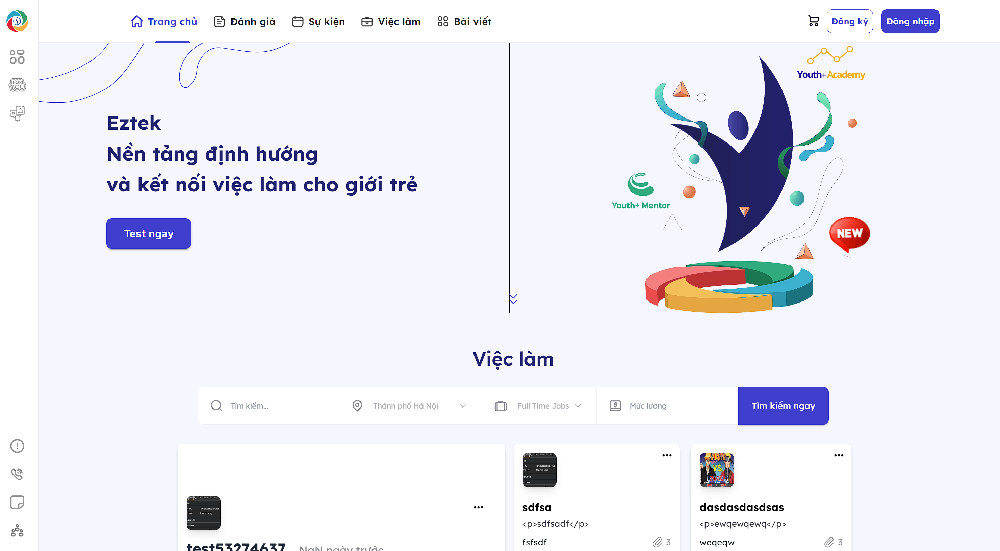 Trang chủ
Đánh giá
Sự kiện
Việc làm
Bài viết
Đăng ký
Đăng nhập
FOR
YOU
Youth+ Academy
Eztek
Nền tảng định hướng
và kết nối việc làm cho giới trẻ
Youth+ Mentor
Test ngay
NEW
Việc làm
Tìm kiếm...
Thành phố Hà Nội
Full Time Jobs
Mức lương
Tìm kiếm ngay
NARUTO
VS.
BLEACH
sdfsa
<p>sdfsadf</p>
fsfsdf
3
dasdasdasdsas
<p>ewqewqewq</p>
weqeqw
3
test53274637
NaN ngày trước